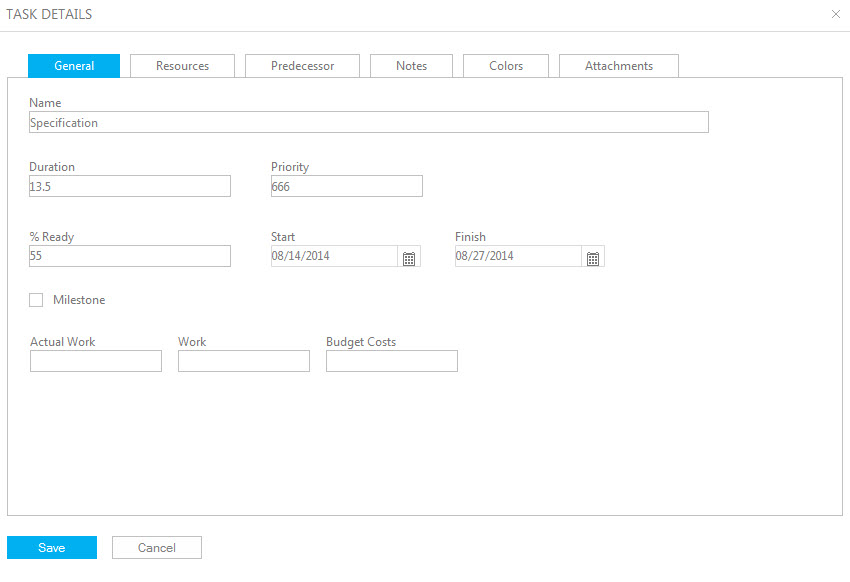 TASK DETAILS
General Resources Predecessor Notes Colors Attachments
Name
Specification
Duration Priority
13.5 666
% Ready Start Finish
55 08/14/2014 08/27/2014
Milestone
Actual Work Work Budget Costs
Save Cancel